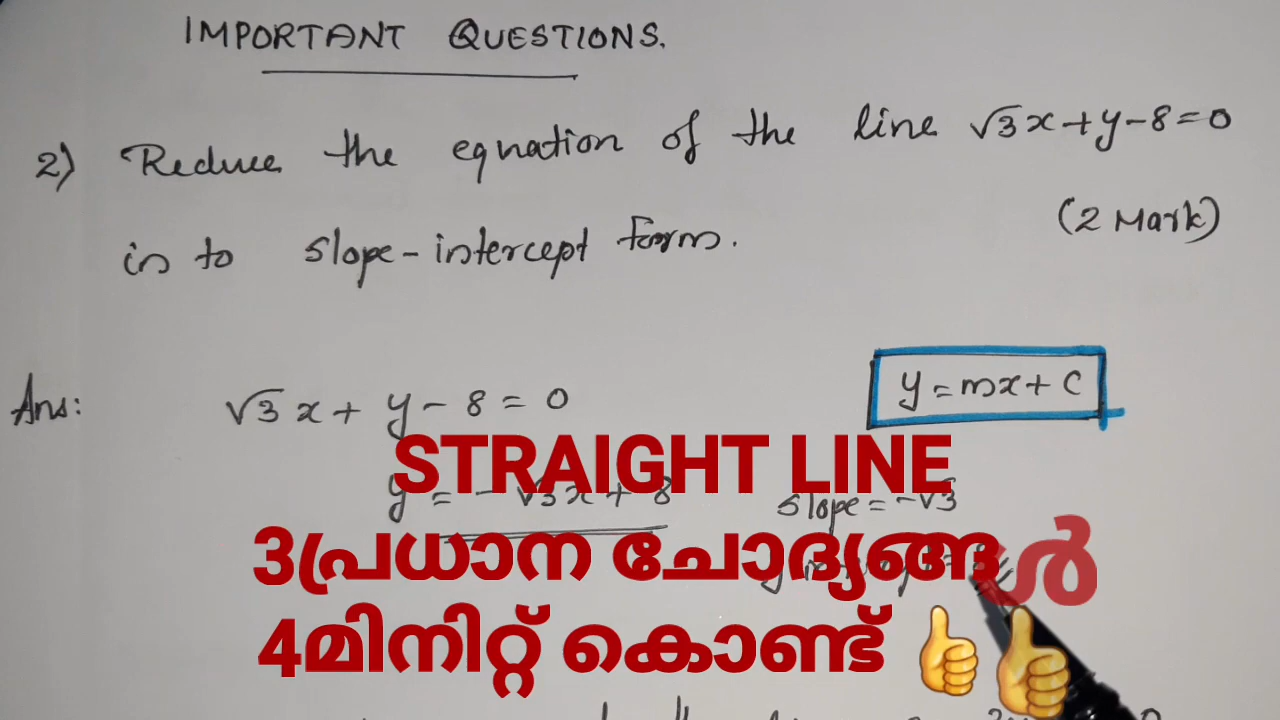 IMPORTANT QUESTIONS.
2) Reduce the equation of the line √3x+y-8=0
in to slope-intercept form.
(2 Mark)
Ans: √3x + y - 8 = 0
y = mx + c
STRAIGHT LINE
y = -√3x + 8
slope = -√3
3പ്രധാന ചോദ്യങ്ങൾ
4മിനിറ്റ് കൊണ്ട് 👍👍